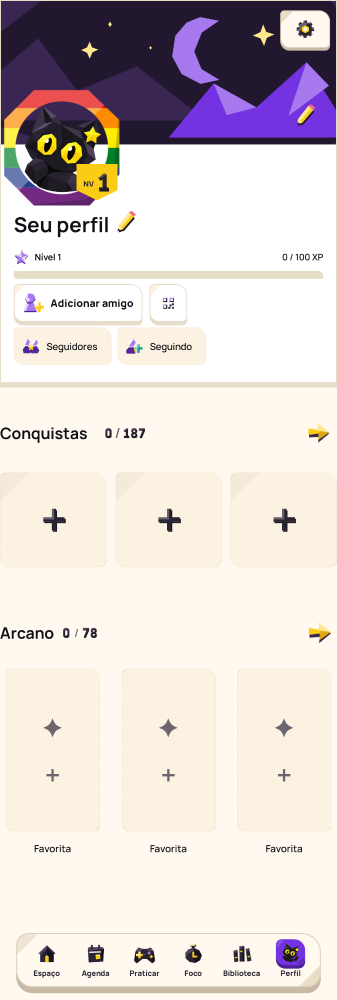 NV 1
Seu perfil
Nível 1 0 / 100 XP
Adicionar amigo
Seguidores Seguindo
Conquistas 0 / 187
Arcano 0 / 78
Favorita Favorita Favorita
Espaço Agenda Praticar Foco Biblioteca Perfil